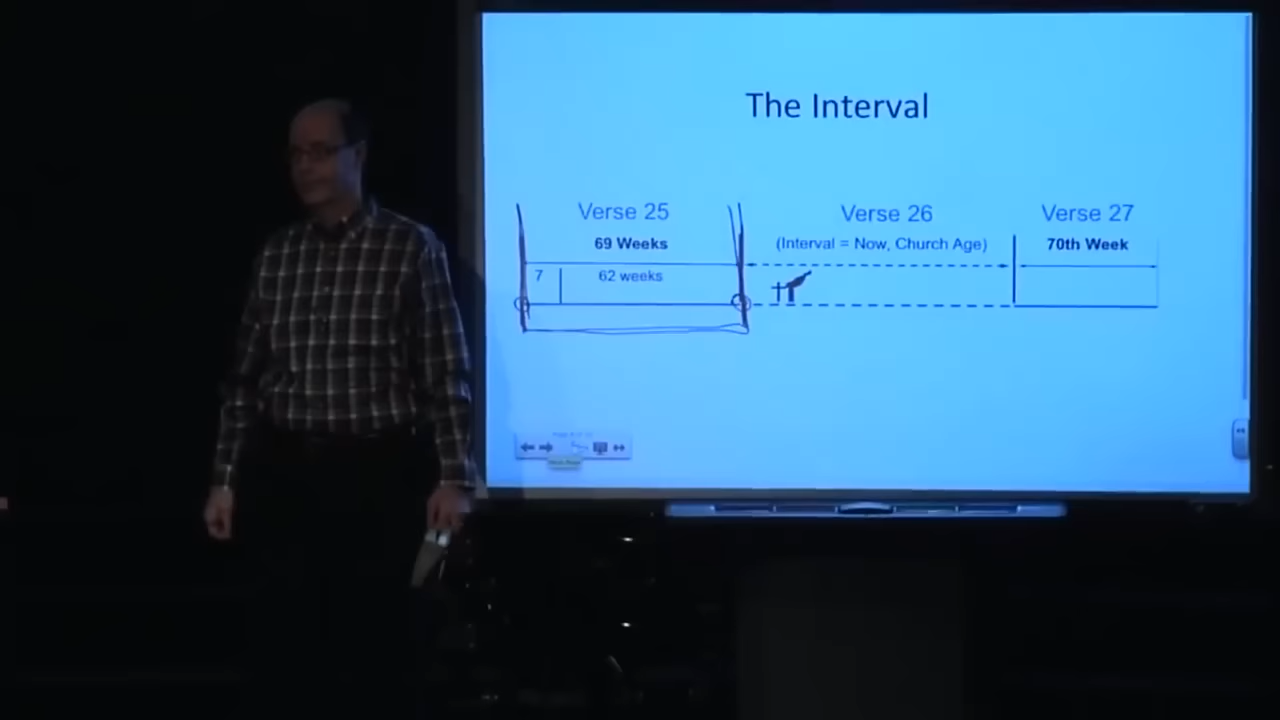 The Interval
Verse 25
Verse 26
Verse 27
69 Weeks
(Interval = Now, Church Age)
70th Week
7
62 weeks